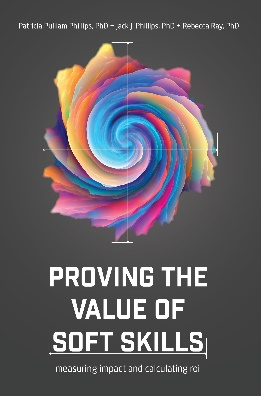 Patricia Pulliam Phillips, PhD • Jack J Phillips, PhD • Rebecca Ray, PhD
PROVING THE
VALUE OF
SOFT SKILLS
measuring impact and calculating roi